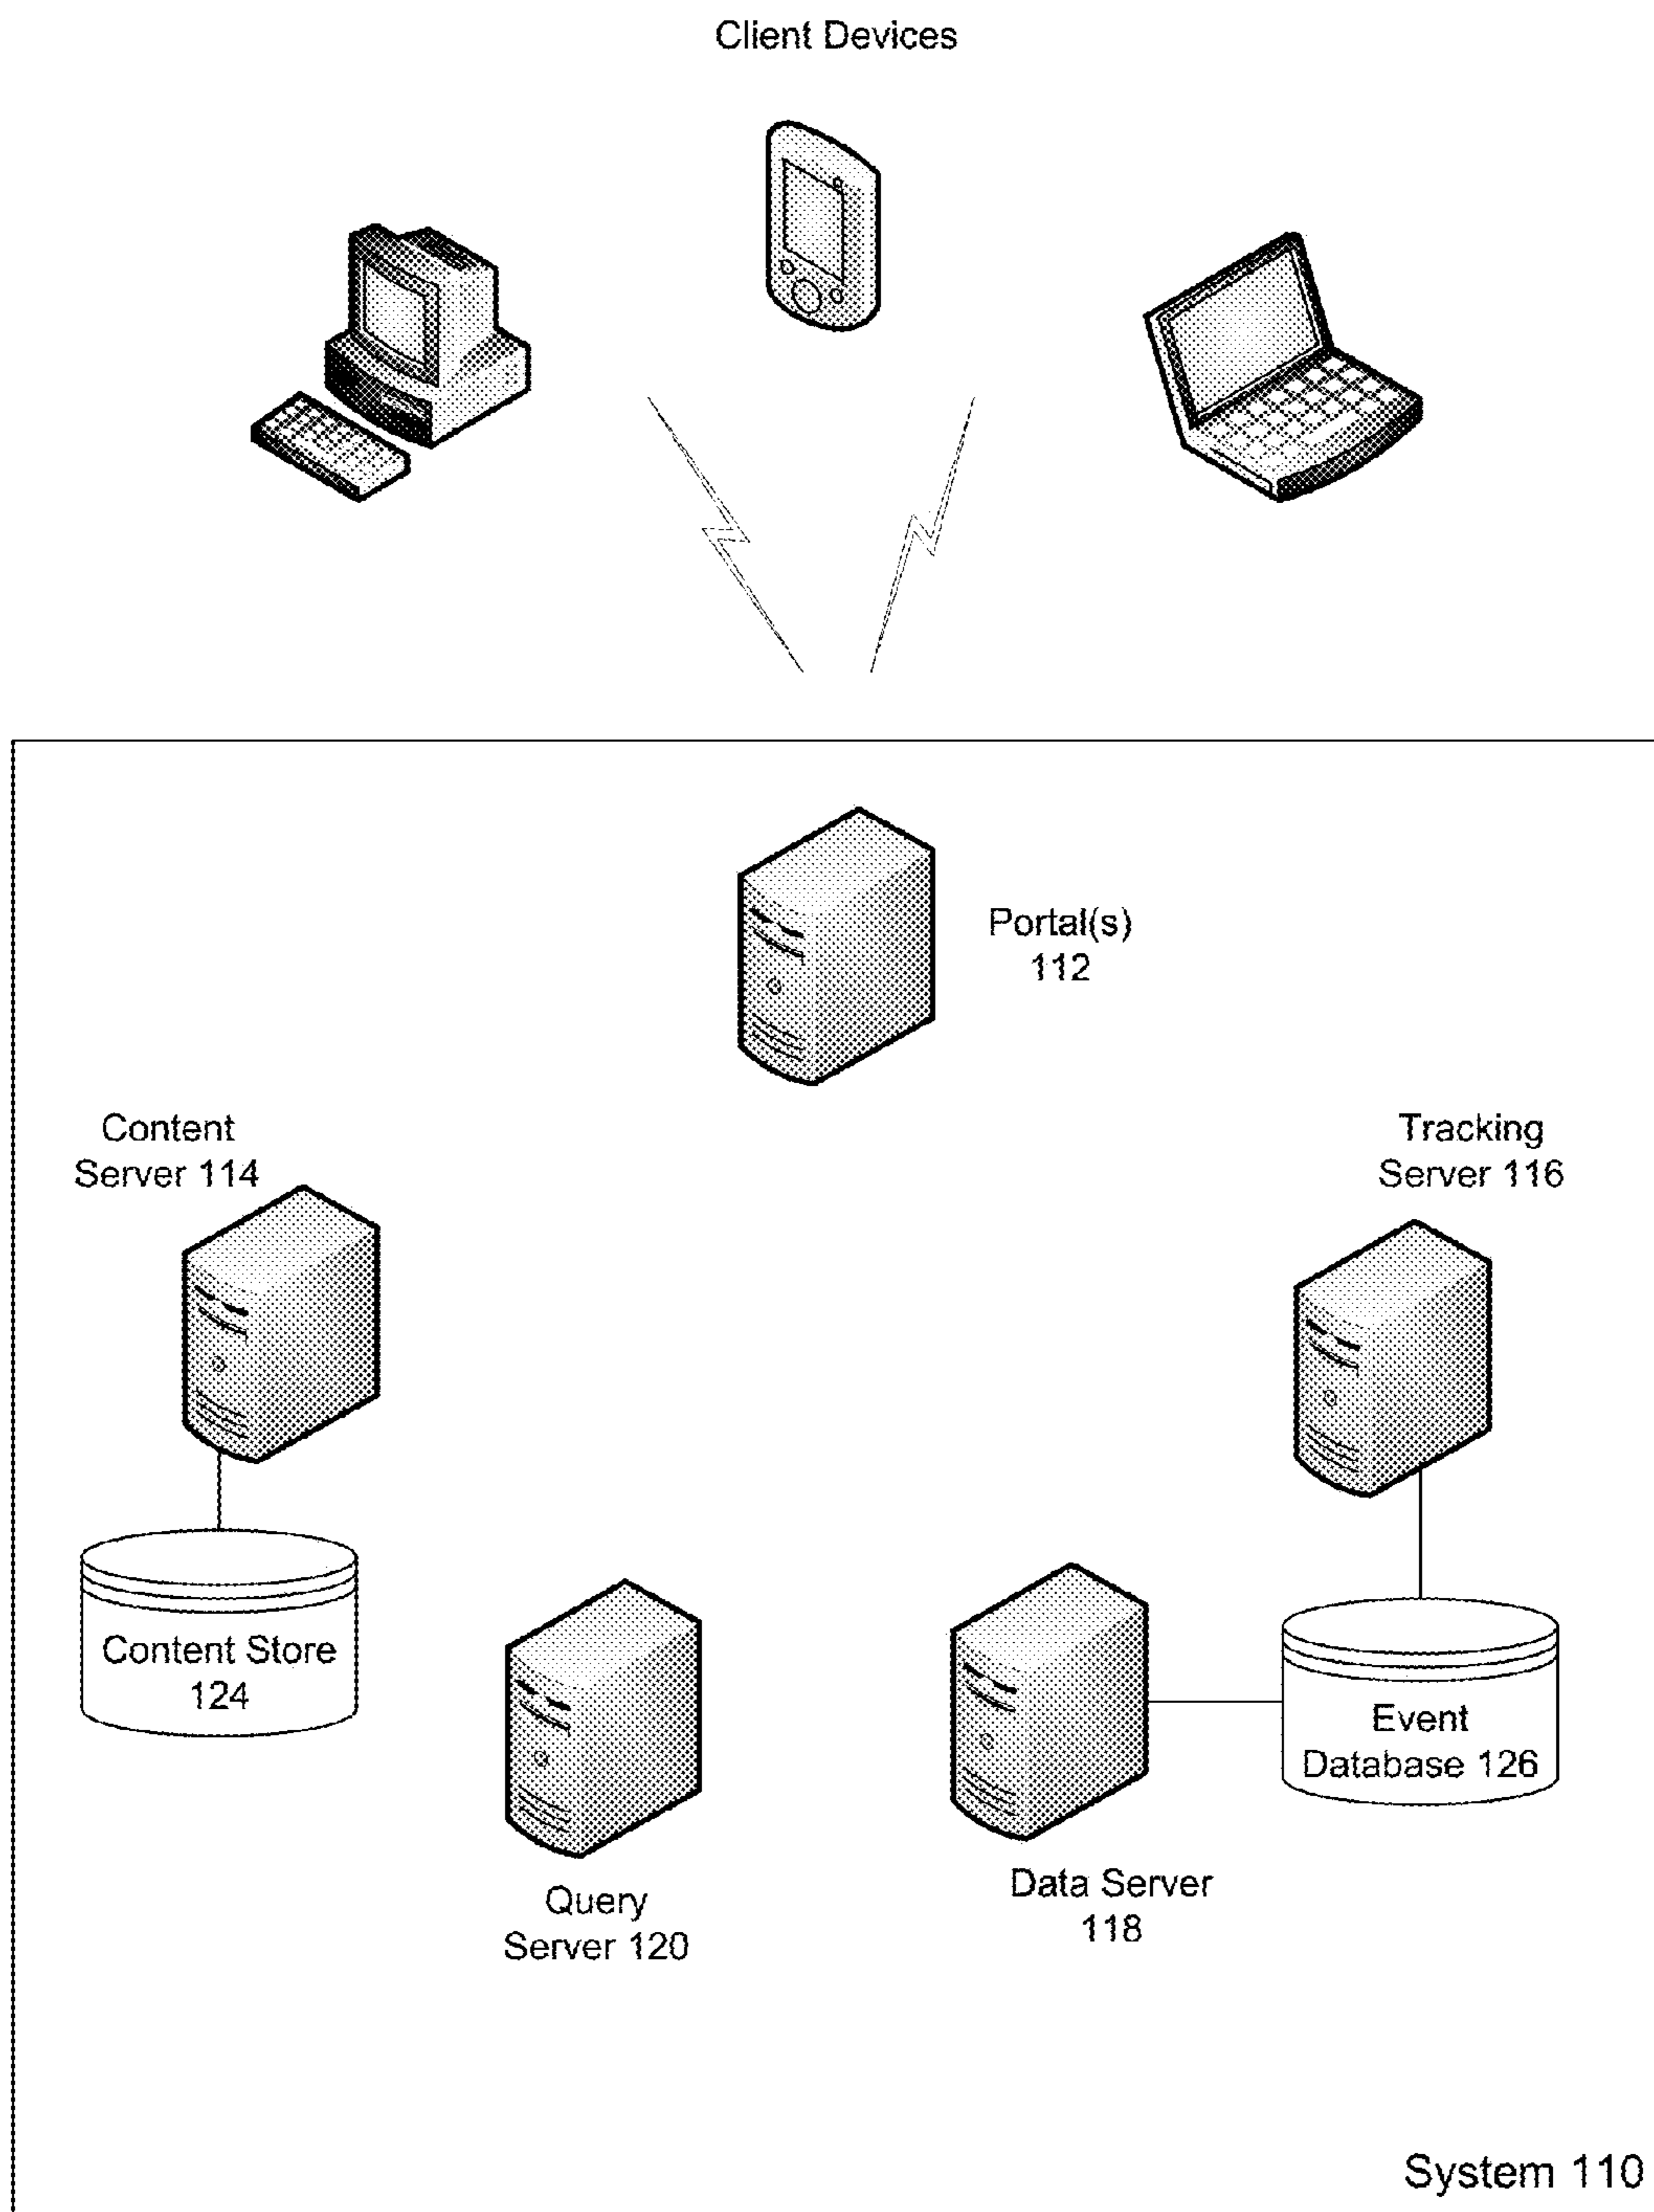 Client Devices
Portal(s)
112
Content
Server 114
Tracking
Server 116
Content Store
124
Event
Database 126
Data Server
118
Query
Server 120
System 110